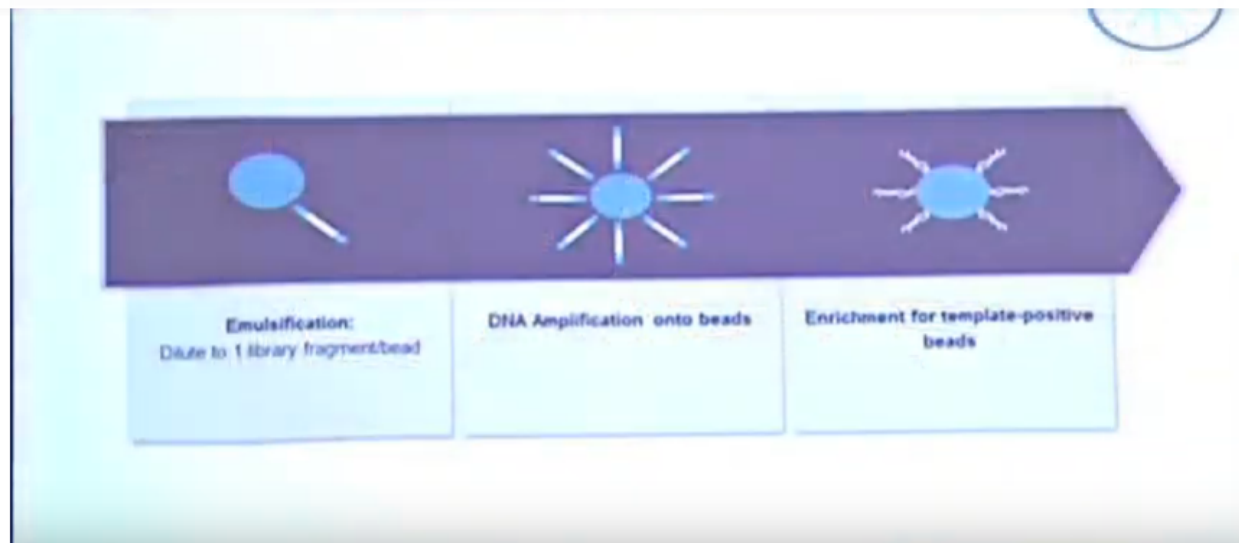 Emulsification:
Dilute to 1 library fragment/bead
DNA Amplification onto beads
Enrichment for template-positive
beads